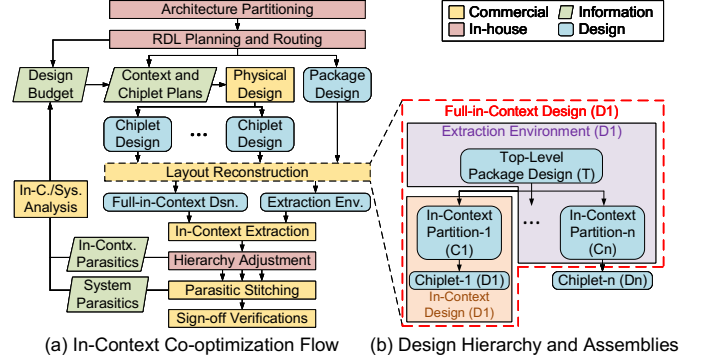 Architecture Partitioning
RDL Planning and Routing
Commercial
Information
In-house
Design
Design
Budget
Context and
Chiplet Plans
Physical
Design
Package
Design
Chiplet
Design
...
Chiplet
Design
Layout Reconstruction
In-C./Sys.
Analysis
Full-in-Context Dsn.
Extraction Env.
In-Context Extraction
In-Contx.
Parasitics
Hierarchy Adjustment
System
Parasitics
Parasitic Stitching
Sign-off Verifications
(a) In-Context Co-optimization Flow
Full-in-Context Design (D1)
Extraction Environment (D1)
Top-Level
Package Design (T)
In-Context
Partition-1
(C1)
...
In-Context
Partition-n
(Cn)
Chiplet-1 (D1)
Chiplet-n (Dn)
In-Context
Design (D1)
(b) Design Hierarchy and Assemblies